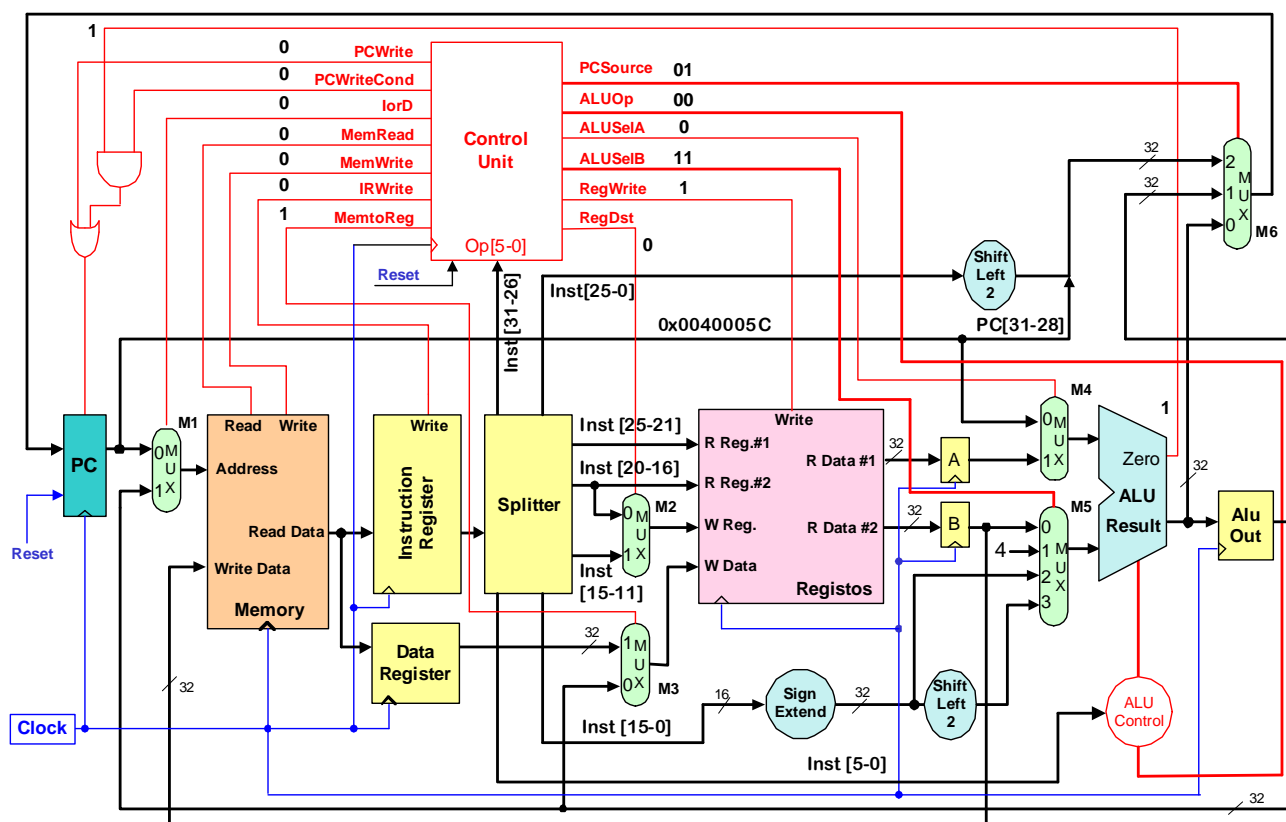 1
0 PCWrite
0 PCWriteCond
0 IorD
0 MemRead
0 MemWrite
0 IRWrite
1 MemtoReg
Control
Unit
Op[5-0]
PCSource 01
ALUOp 00
ALUSelA 0
ALUSelB 11
RegWrite 1
RegDst
0
Reset
Inst [31-26]
Inst[25-0]
Shift
Left
2
32
32
2
1
0
M
U
X
M6
0x0040005C
PC[31-28]
PC
Reset
M1
0
1
M
U
X
Read Write
Address
Read Data
Write Data
Memory
Write
Instruction
Register
Data
Register
Splitter
Inst [25-21]
Inst [20-16]
Inst
[15-11]
M2
0
1
M
U
X
32
1
0
M
U
X
M3
Write
R Reg.#1
R Reg.#2
W Reg.
W Data
R Data #1
R Data #2
Registos
32
32
A
B
M4
0
1
M
U
X
M5
4
0
1
2
3
M
U
X
1
Zero
ALU
Result
32
Alu
Out
Inst [15-0]
16
Sign
Extend
32
Shift
Left
2
ALU
Control
Inst [5-0]
32
Clock
32